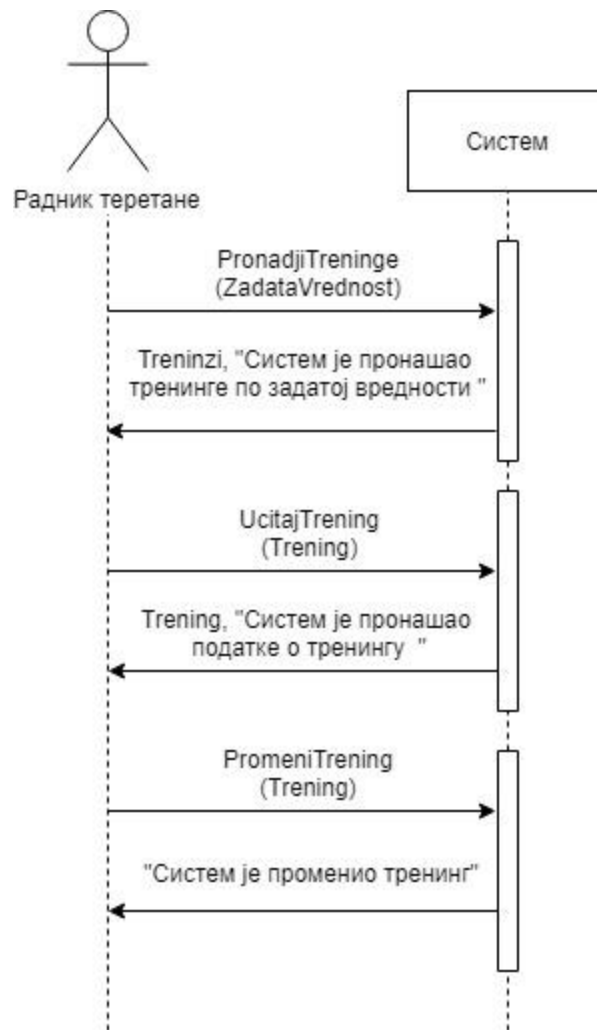 Систем
Радник теретане
PronadjiTreninge
(ZadataVrednost)
Treninzi, "Систем је пронашао
тренинге по задатој вредности "
UcitajTrening
(Trening)
Trening, "Систем је пронашао
податке о тренингу  "
PromeniTrening
(Trening)
"Систем је променио тренинг"